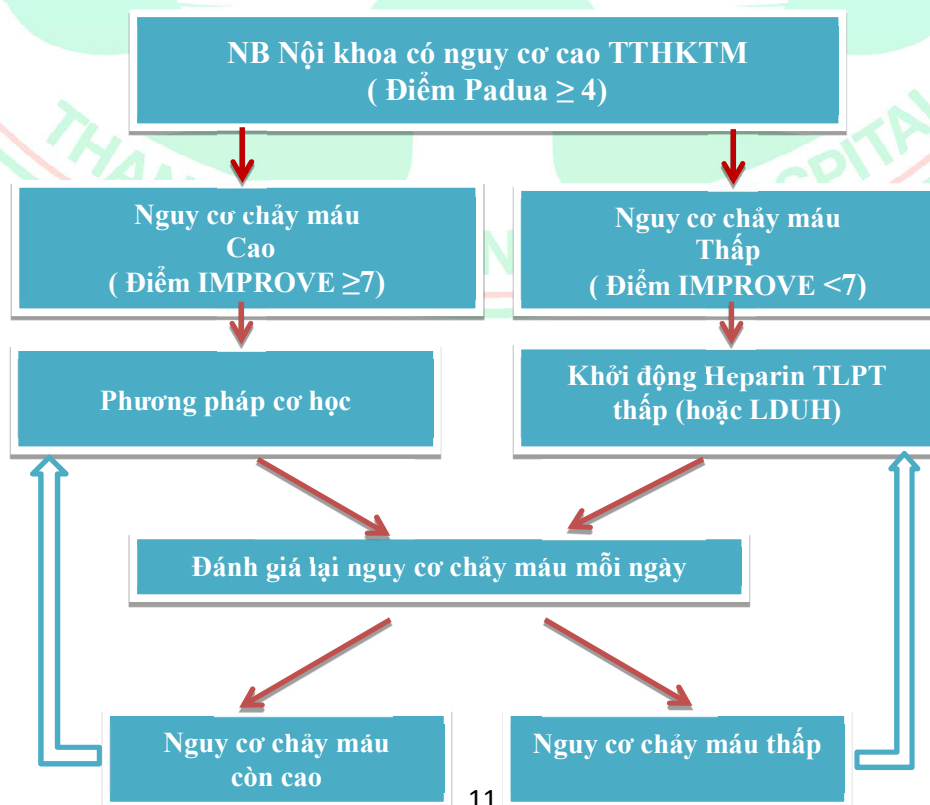 NB Nội khoa có nguy cơ cao TTHKTM
( Điểm Padua ≥ 4)
Nguy cơ chảy máu
Cao
( Điểm IMPROVE ≥7)
Nguy cơ chảy máu
Thấp
( Điểm IMPROVE <7)
Phương pháp cơ học
Khởi động Heparin TLPT
thấp (hoặc LDUH)
Đánh giá lại nguy cơ chảy máu mỗi ngày
Nguy cơ chảy máu
còn cao
Nguy cơ chảy máu thấp
11